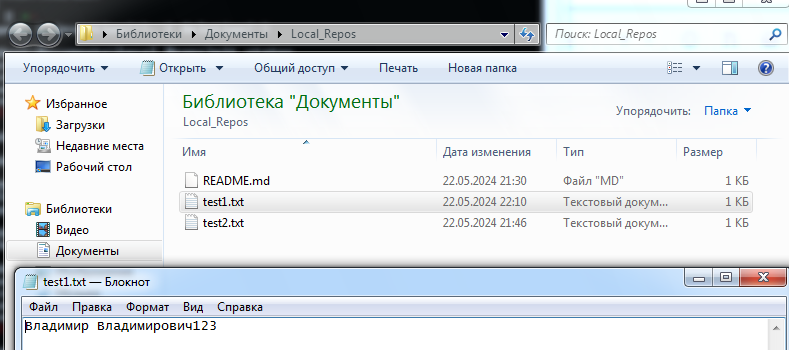 Библиотеки ▸ Документы ▸ Local_Repos
Поиск: Local_Repos
Упорядочить Открыть Общий доступ Печать Новая папка
Избранное
Загрузки
Недавние места
Рабочий стол
Библиотеки
Видео
Документы
Библиотека "Документы"
Local_Repos
Упорядочить: Папка
Имя Дата изменения Тип Размер
README.md 22.05.2024 21:30 Файл "MD" 1 КБ
test1.txt 22.05.2024 22:10 Текстовый докум... 1 КБ
test2.txt 22.05.2024 21:46 Текстовый докум... 1 КБ
test1.txt — Блокнот
Файл Правка Формат Вид Справка
Владимир Владимирович123